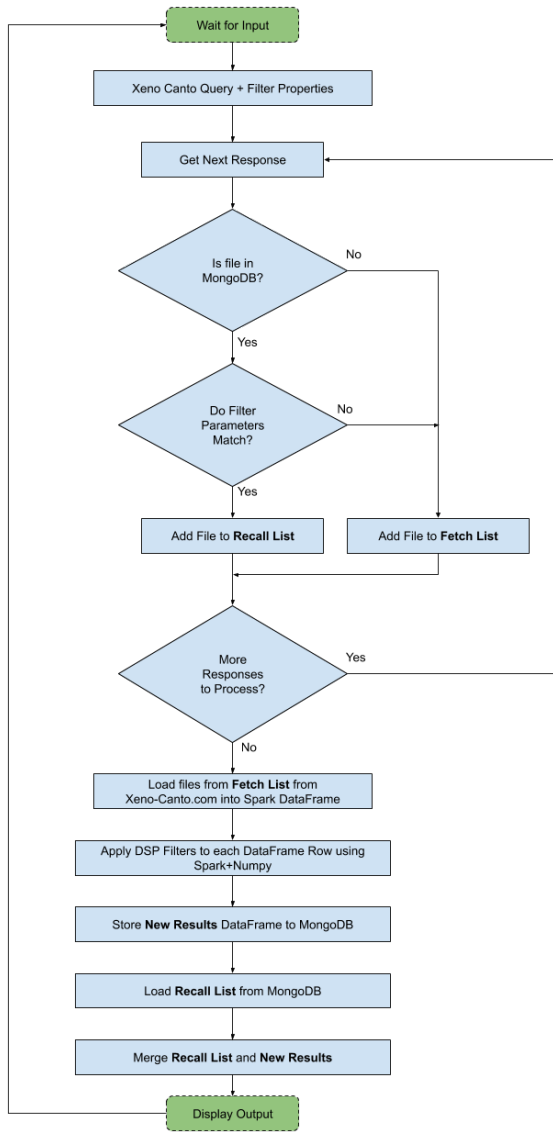 Wait for Input
Xeno Canto Query + Filter Properties
Get Next Response
Is file in
MongoDB?
No
Yes
Do Filter
Parameters
Match?
No
Yes
Add File to Recall List
Add File to Fetch List
More
Responses
to Process?
Yes
No
Load files from Fetch List from
Xeno-Canto.com into Spark DataFrame
Apply DSP Filters to each DataFrame Row using
Spark+Numpy
Store New Results DataFrame to MongoDB
Load Recall List from MongoDB
Merge Recall List and New Results
Display Output